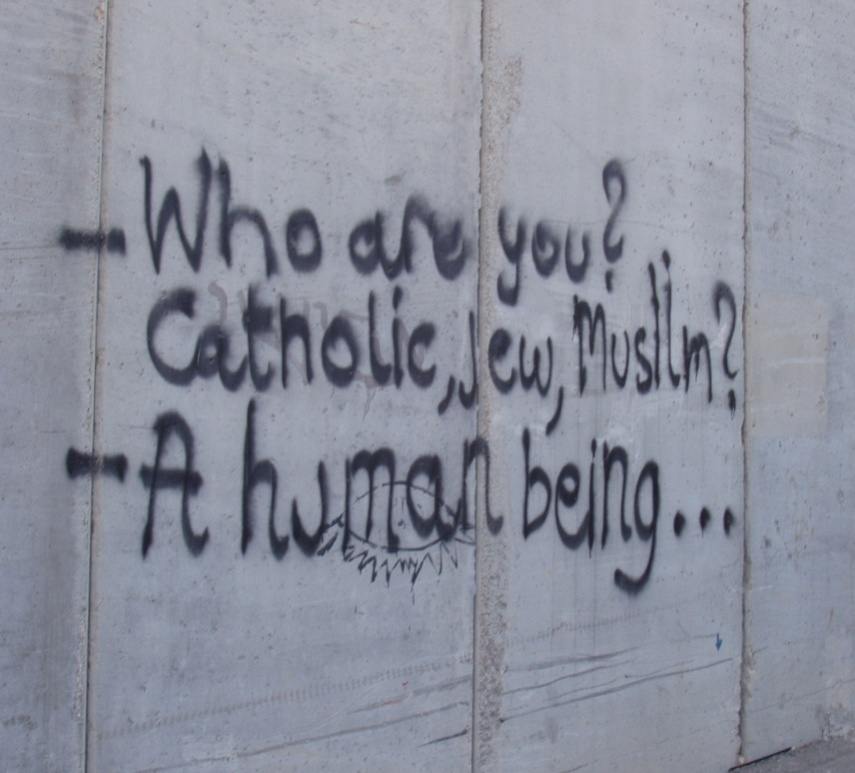 - Who are you?
Catholic, Jew, Muslim?
- A human being...